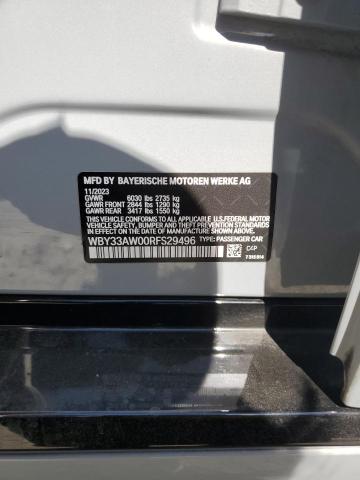 MFD BY BAYERISCHE MOTOREN WERKE AG
11/2023
GVWR 6030 lbs 2735 kg
GAWR FRONT 2844 lbs 1290 kg
GAWR REAR 3417 lbs 1550 kg
THIS VEHICLE CONFORMS TO ALL APPLICABLE U.S.FEDERAL MOTOR
VEHICLE SAFETY, BUMPER AND THEFT PREVENTION STANDARDS
IN EFFECT ON THE DATE OF MANUFACTURE SHOWN ABOVE.
WBY33AW00RFS29496 TYPE: PASSENGER CAR
C4P